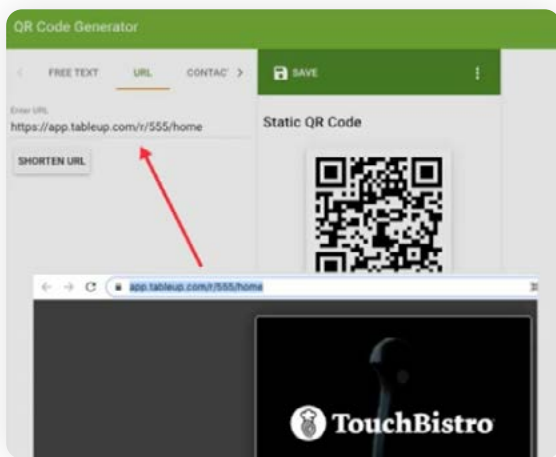 QR Code Generator
FREE TEXT URL CONTAC
SAVE
Enter URL
https://app.tableup.com/r/555/home
Static QR Code
SHORTEN URL
app.tableup.com/r/555/home
TouchBistro